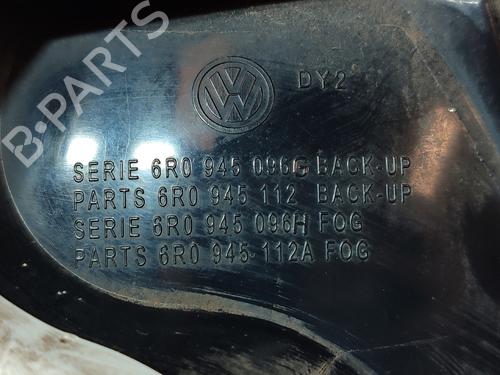 B-PARTS
DY2
SERIE 6R0 945 096G BACK-UP
PARTS 6R0 945 112 BACK-UP
SERIE 6R0 945 096H FOG
PARTS 6R0 945 112A FOG